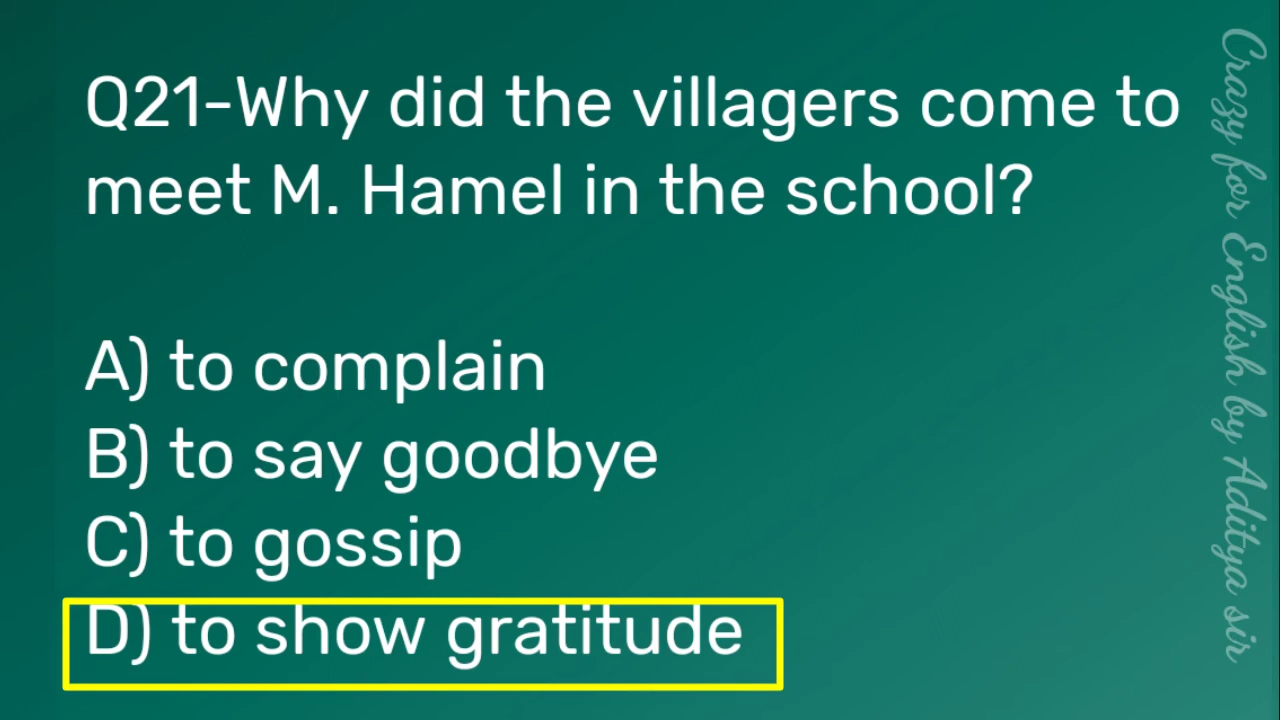 Q21-Why did the villagers come to
meet M. Hamel in the school?
A) to complain
B) to say goodbye
C) to gossip
D) to show gratitude
Crazy for English by Aditya sir